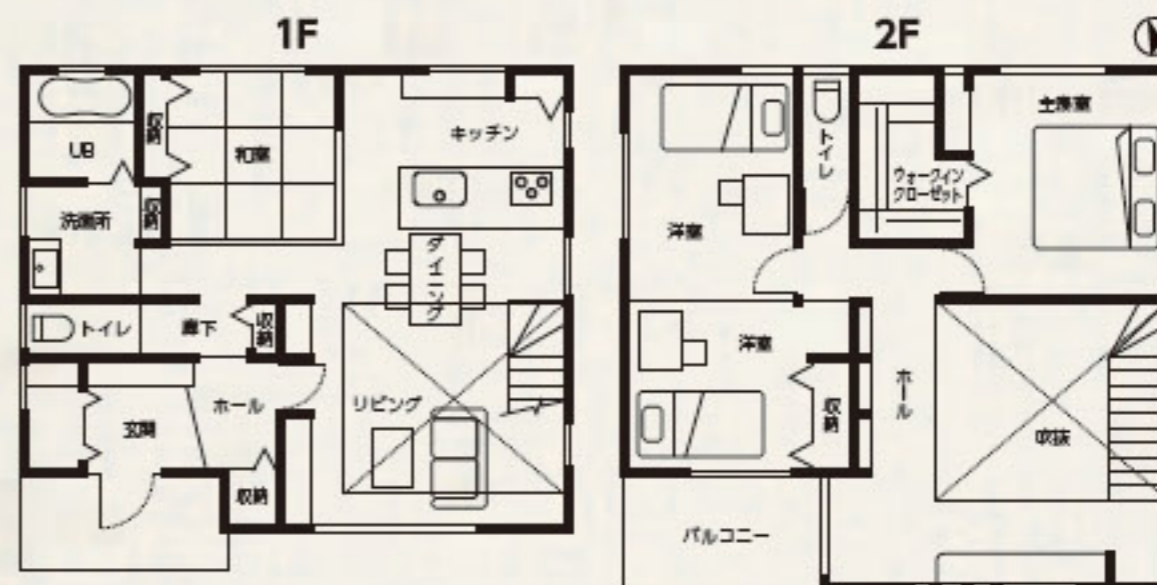 1F
UB
収納
和室
キッチン
洗面所
収納
ダイニング
トイレ
廊下
収納
リビング
ホール
玄関
収納
2F
トイレ
主寝室
ウォークイン
クローゼット
洋室
洋室
収納
ホール
吹抜
バルコニー